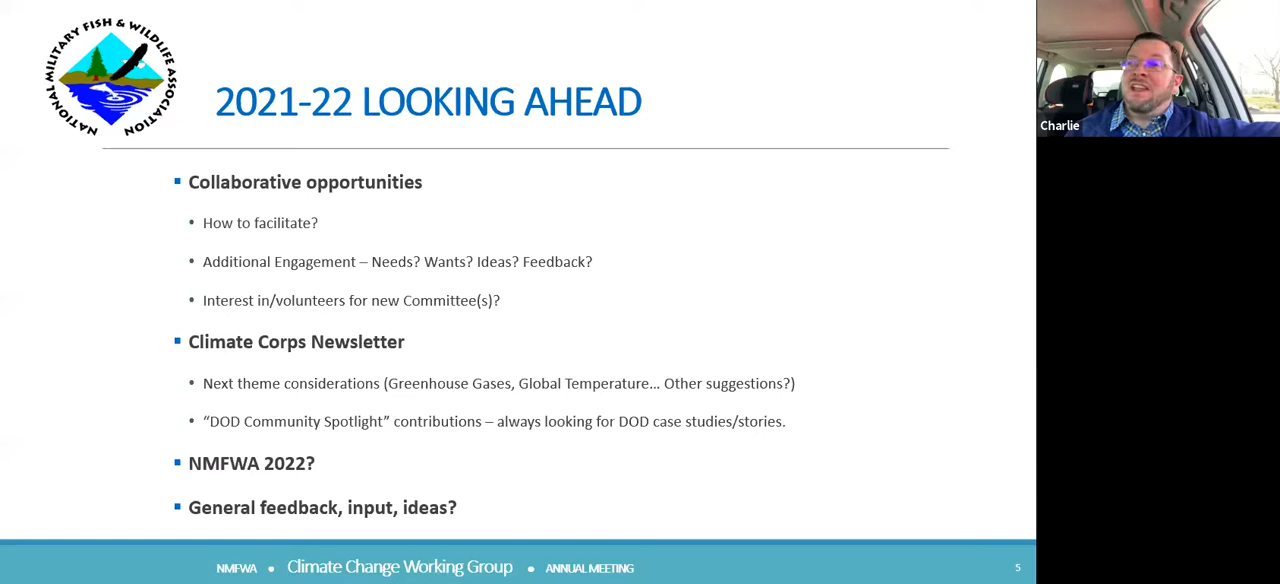 NATIONAL MILITARY FISH & WILDLIFE ASSOCIATION
2021-22 LOOKING AHEAD
Charlie
▪ Collaborative opportunities
• How to facilitate?
• Additional Engagement – Needs? Wants? Ideas? Feedback?
• Interest in/volunteers for new Committee(s)?
▪ Climate Corps Newsletter
• Next theme considerations (Greenhouse Gases, Global Temperature... Other suggestions?)
• “DOD Community Spotlight” contributions – always looking for DOD case studies/stories.
▪ NMFWA 2022?
▪ General feedback, input, ideas?
NMFWA • Climate Change Working Group • ANNUAL MEETING 5